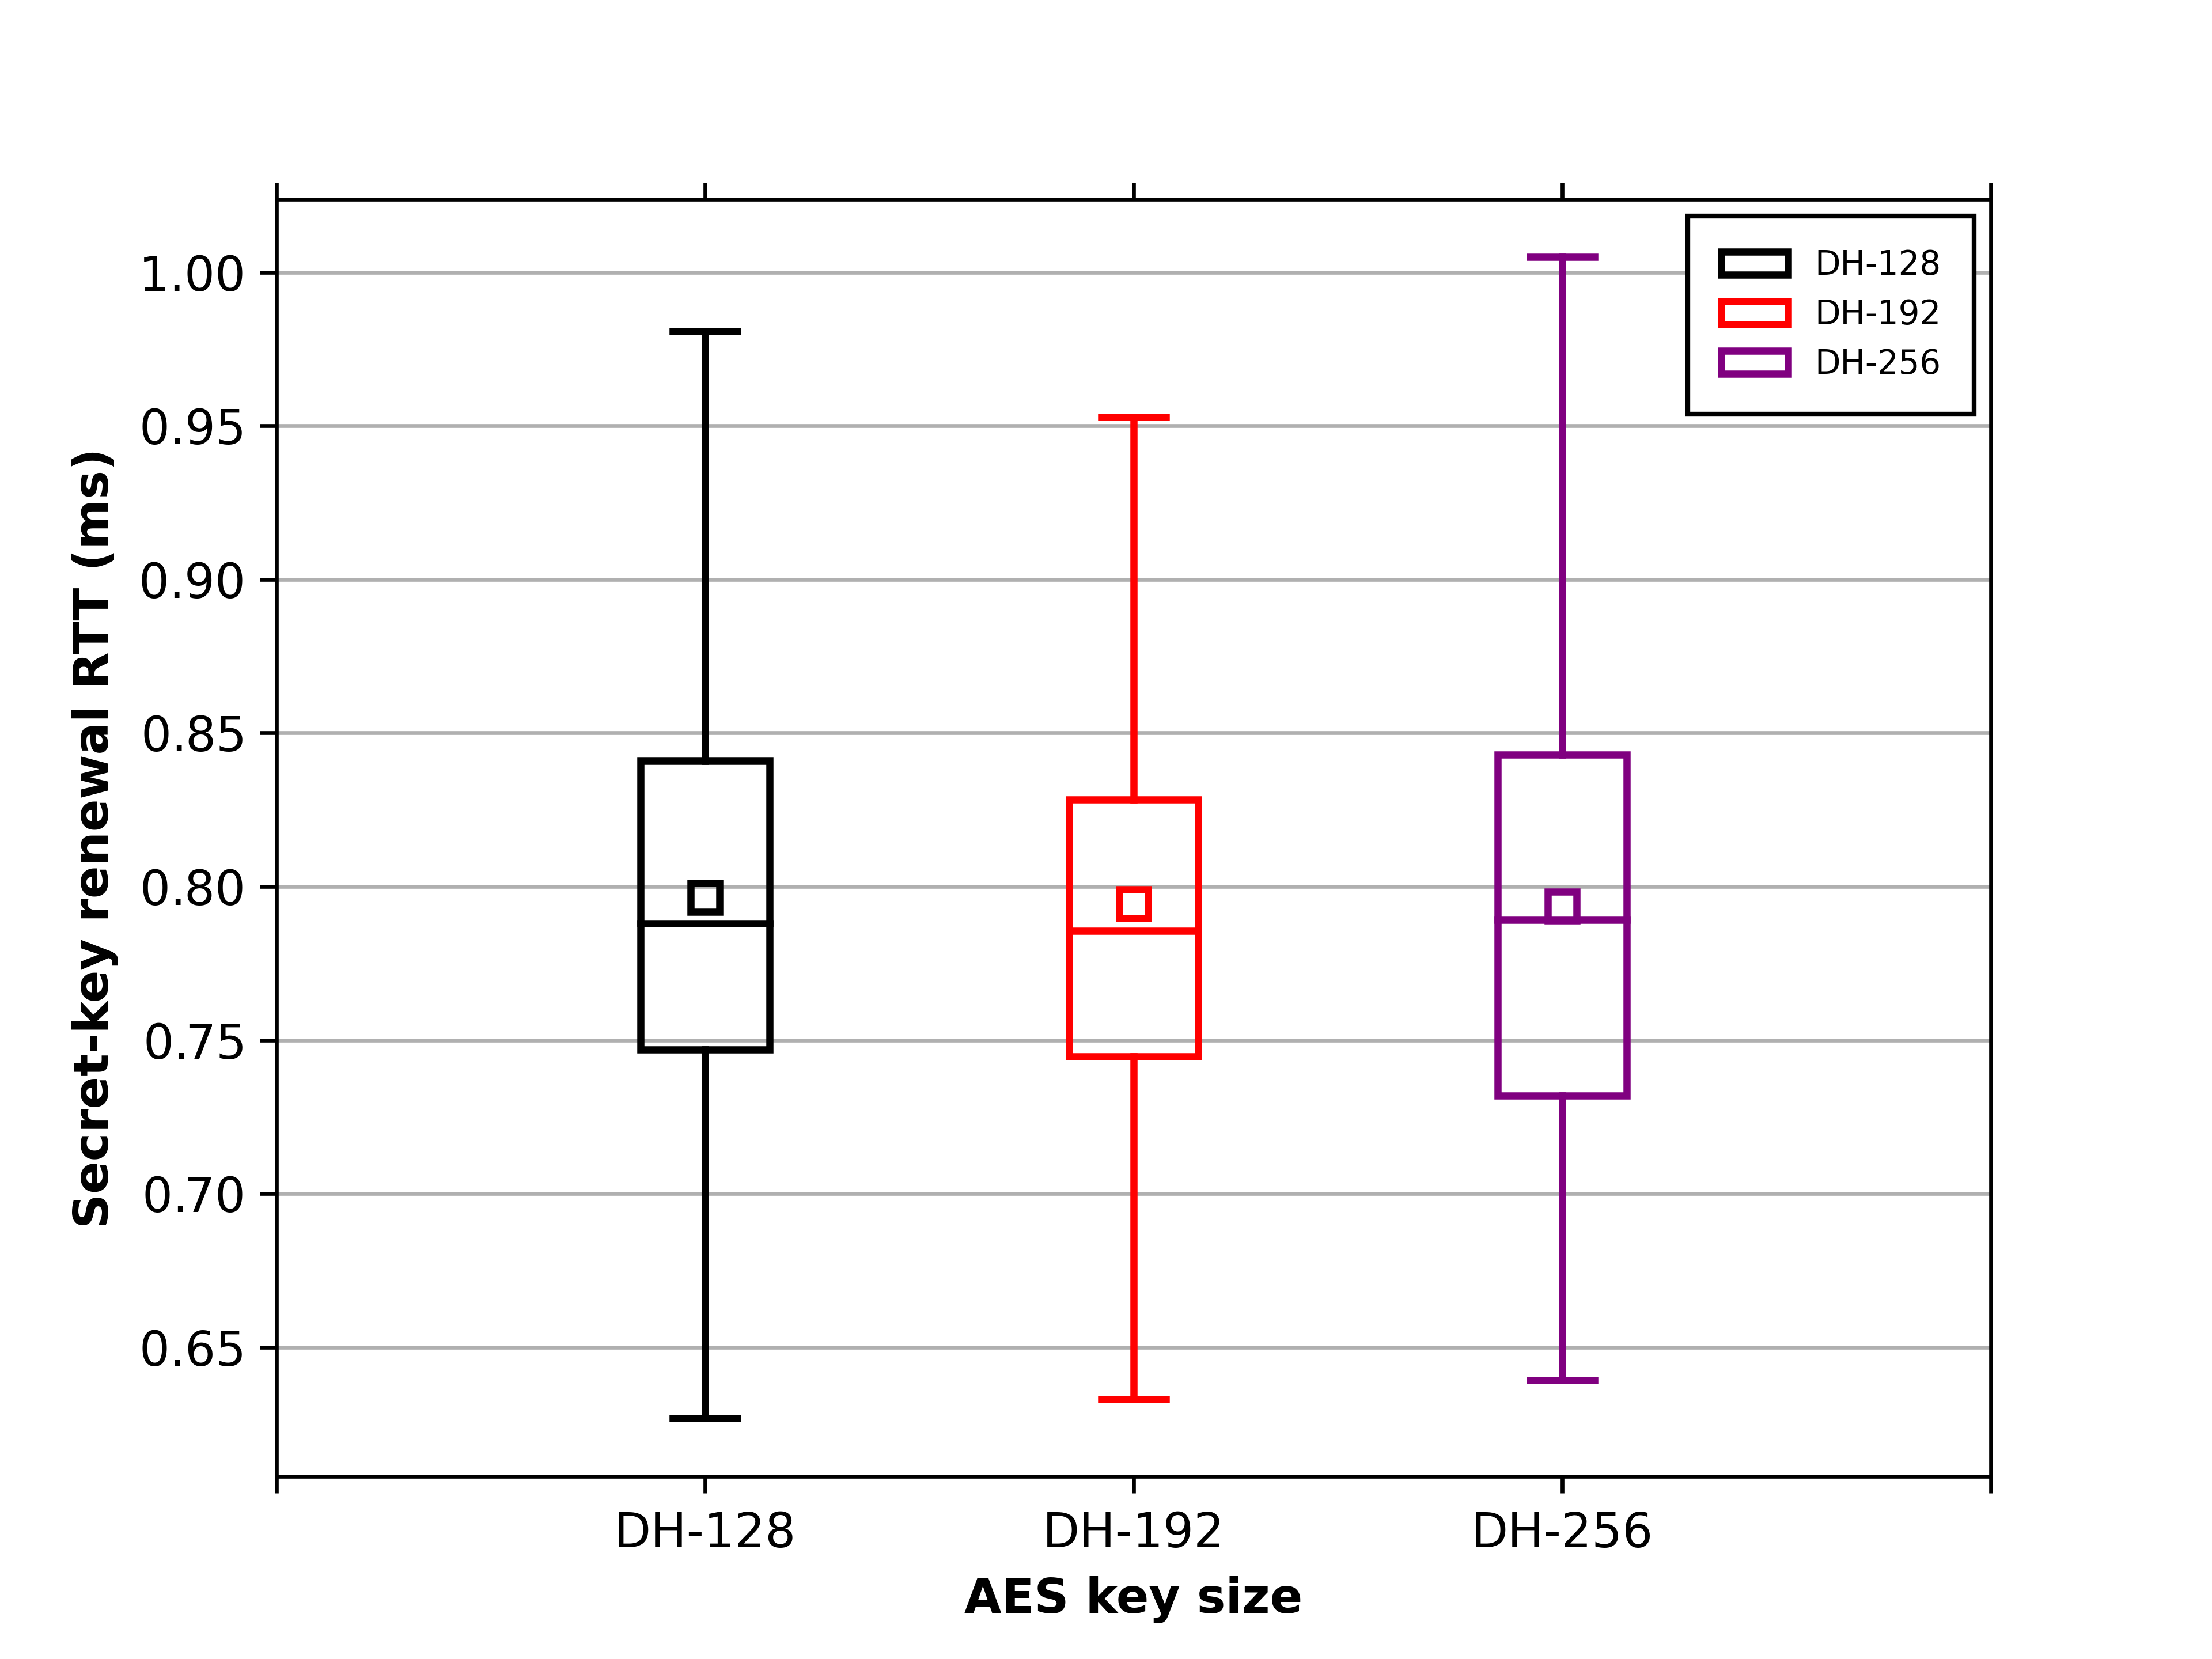 1.00
0.95
0.90
0.85
0.80
0.75
0.70
0.65
Secret-key renewal RTT (ms)
DH-128
DH-192
DH-256
DH-128
DH-192
DH-256
AES key size